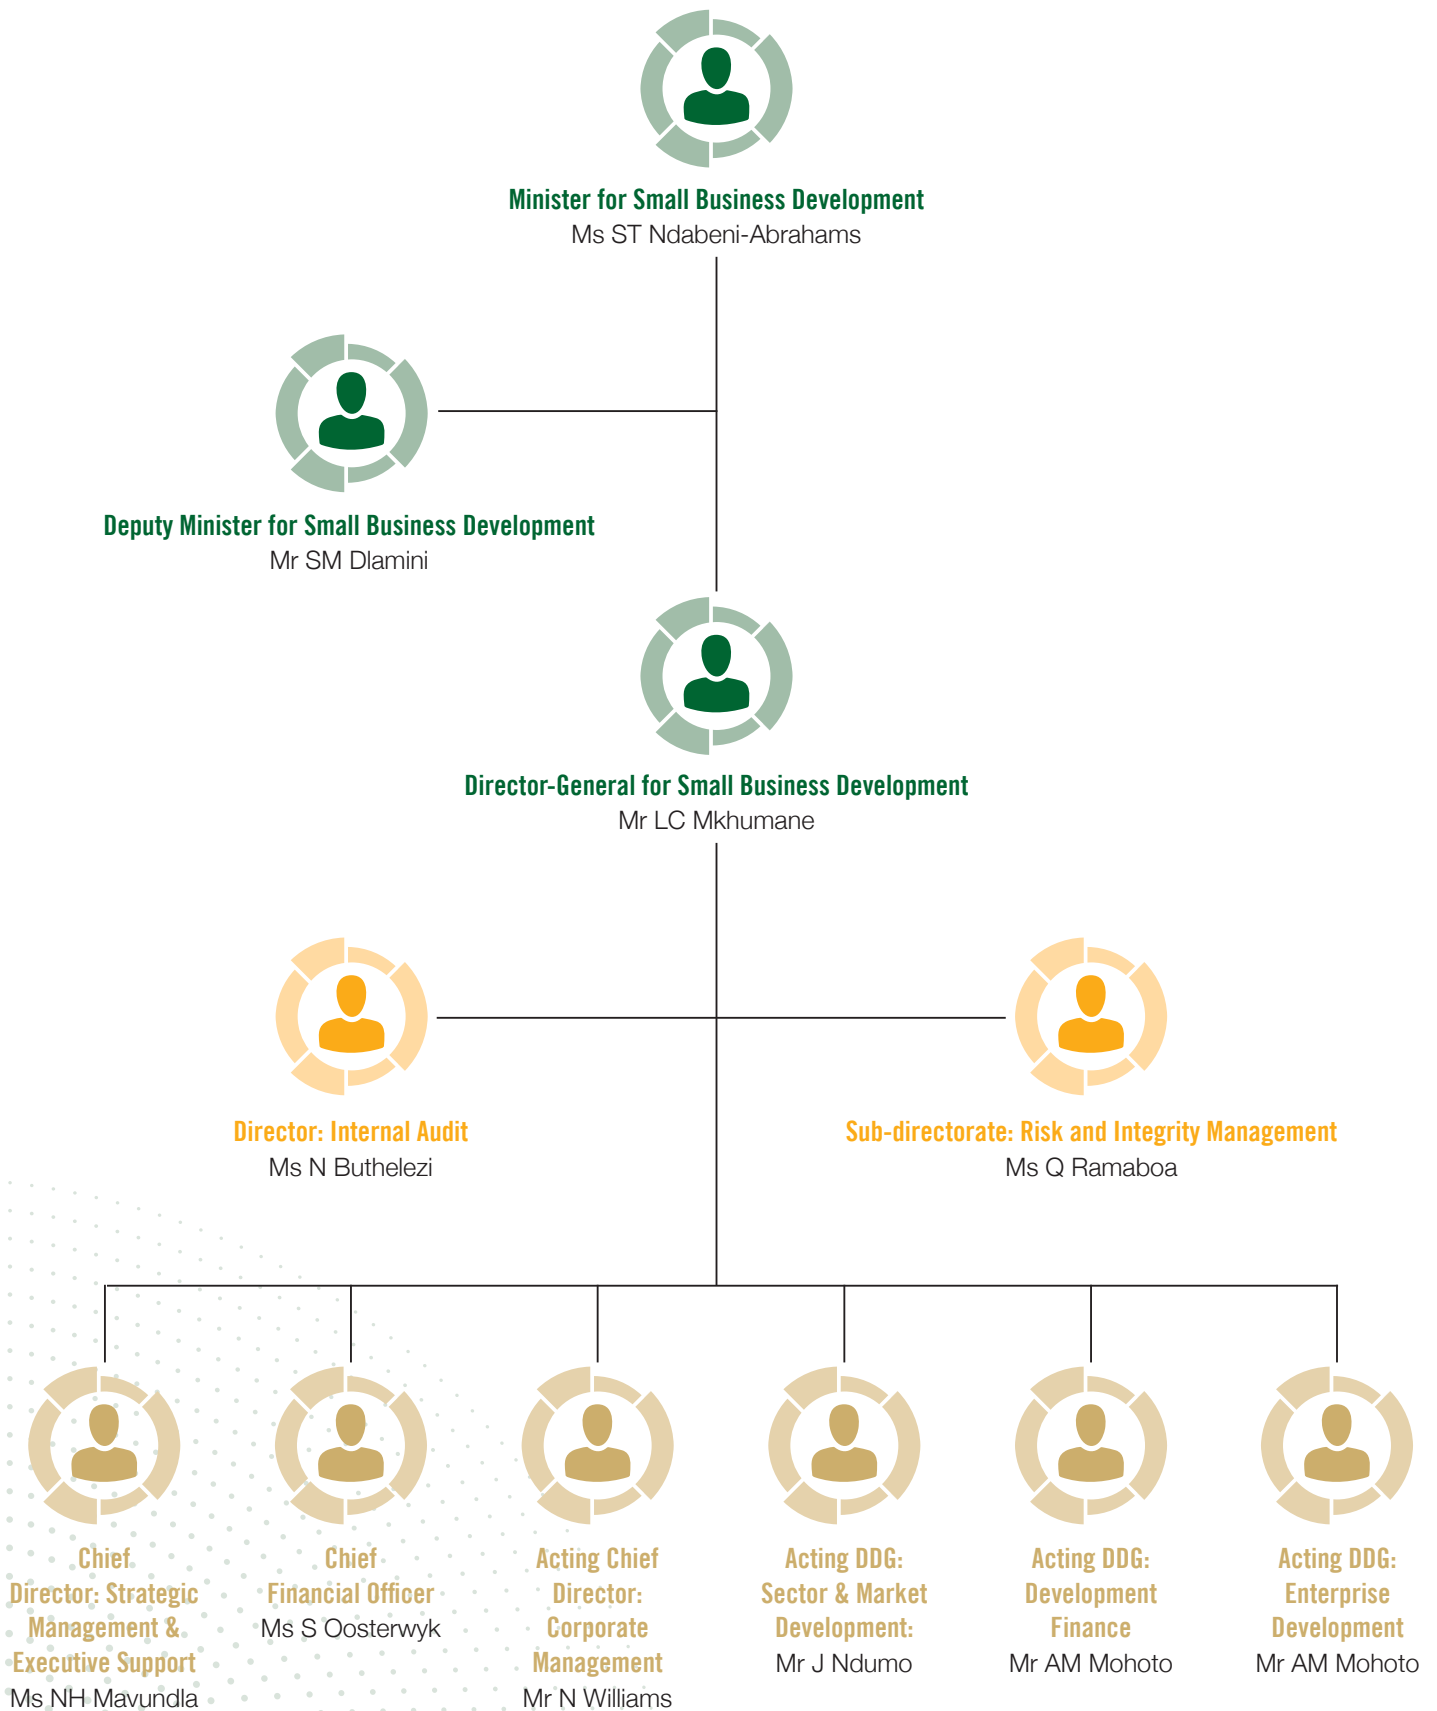 Minister for Small Business Development
Ms ST Ndabeni-Abrahams
Deputy Minister for Small Business Development
Mr SM Dlamini
Director-General for Small Business Development
Mr LC Mkhumane
Director: Internal Audit
Ms N Buthelezi
Sub-directorate: Risk and Integrity Management
Ms Q Ramaboa
Chief
Director: Strategic
Management &
Executive Support
Ms NH Mavundla
Chief
Financial Officer
Ms S Oosterwyk
Acting Chief
Director:
Corporate
Management
Mr N Williams
Acting DDG:
Sector & Market
Development:
Mr J Ndumo
Acting DDG:
Development
Finance
Mr AM Mohoto
Acting DDG:
Enterprise
Development
Mr AM Mohoto